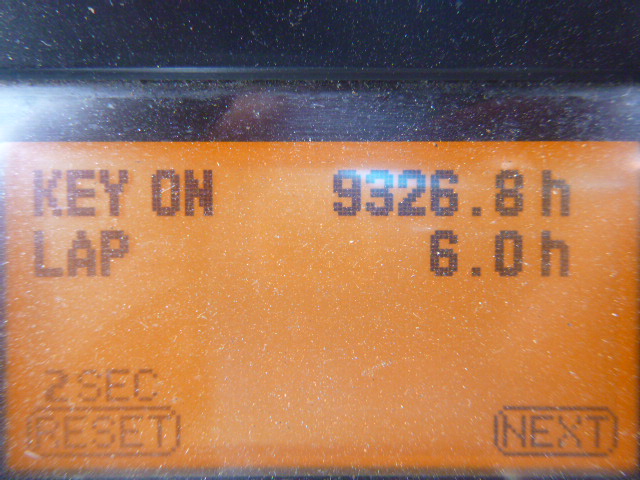 KEY ON 9326.8 h
LAP 6.0 h
2 SEC
RESET NEXT